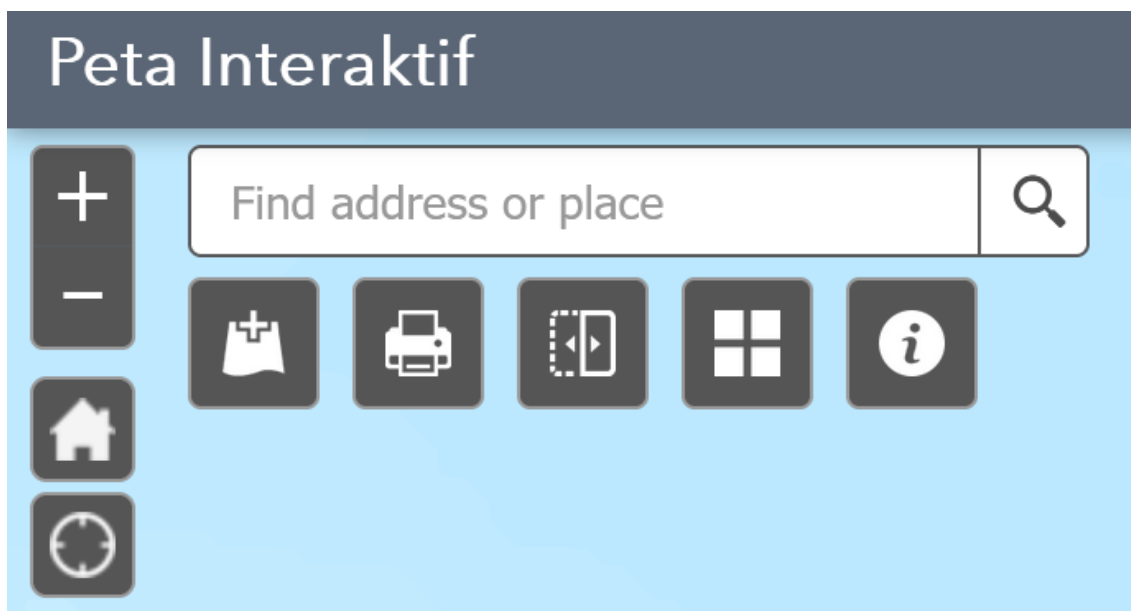 Peta Interaktif
Find address or place